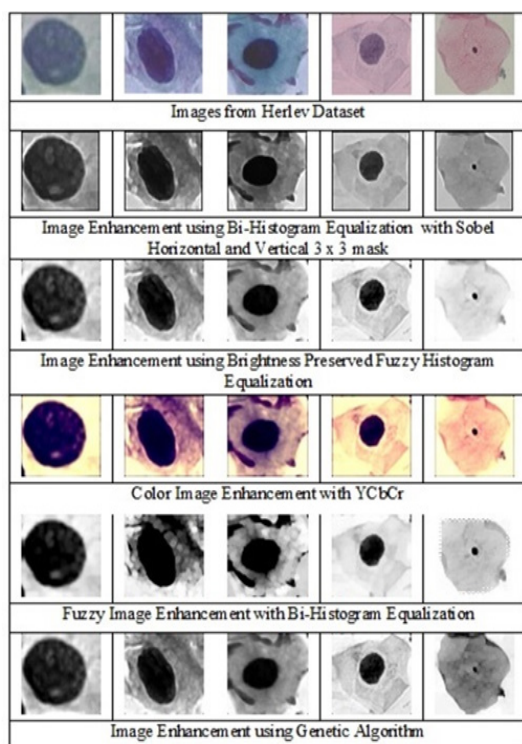 Images from Herlev Dataset
Image Enhancement using Bi-Histogram Equalization with Sobel
Horizontal and Vertical 3 x 3 mask
Image Enhancement using Brightness Preserved Fuzzy Histogram
Equalization
Color Image Enhancement with YCbCr
Fuzzy Image Enhancement with Bi-Histogram Equalization
Image Enhancement using Genetic Algorithm